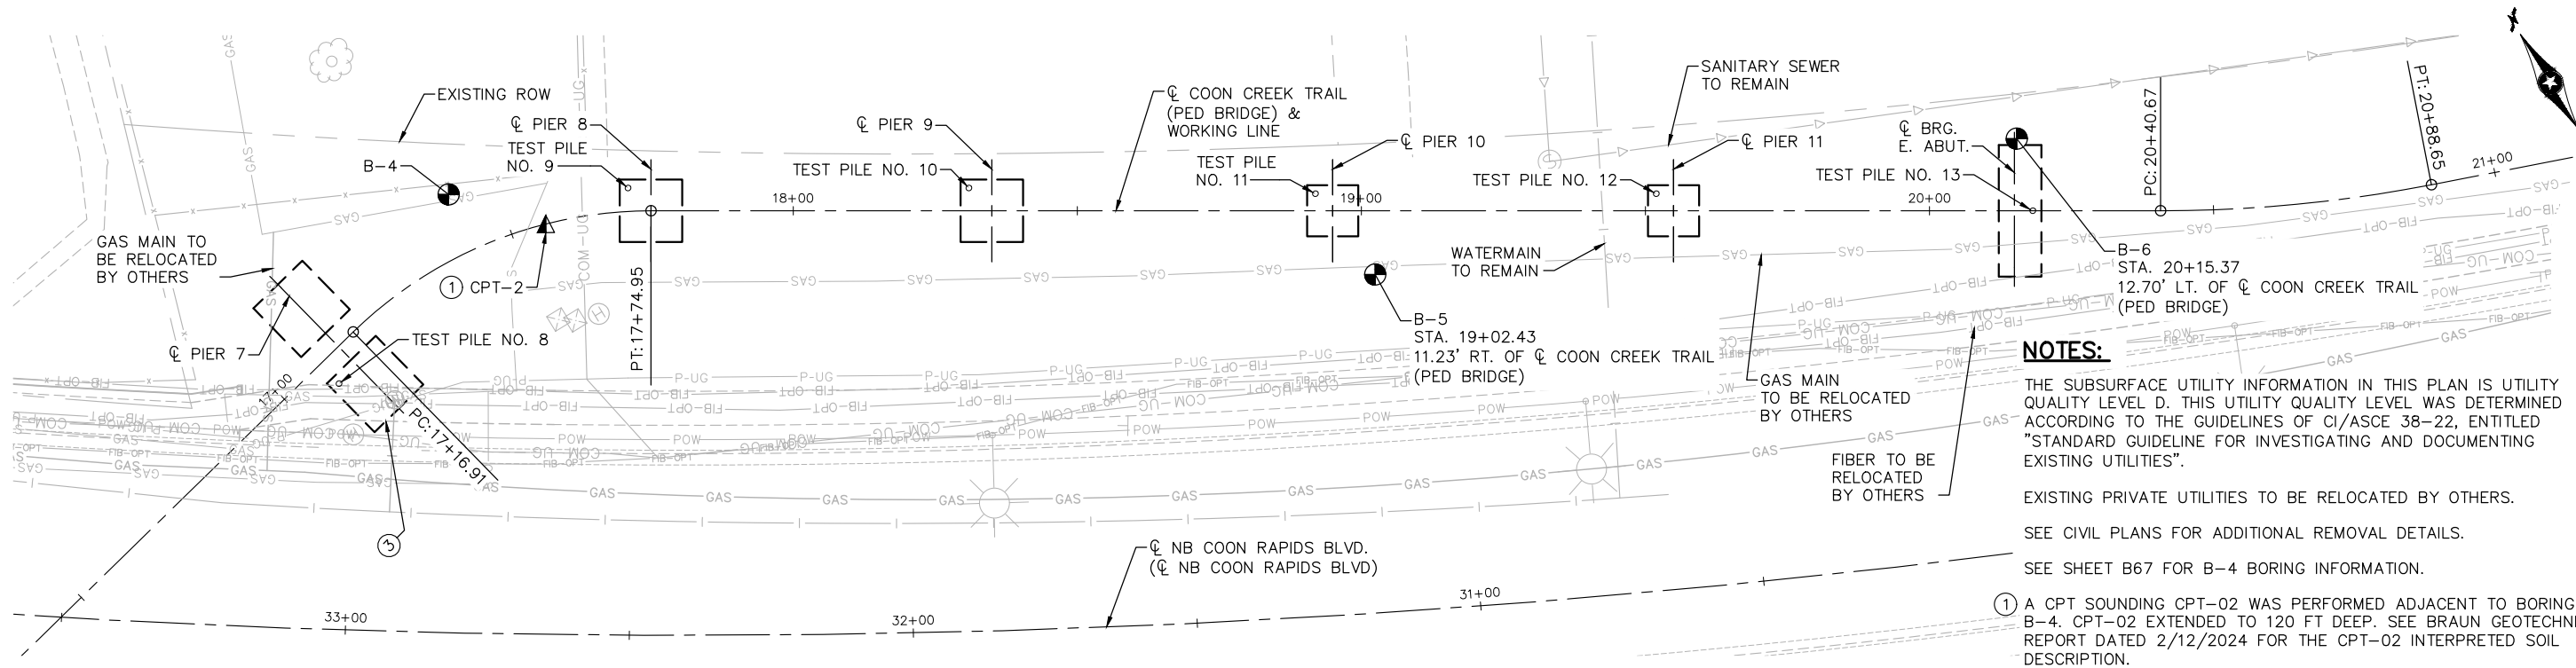 EXISTING ROW
℄ PIER 8
TEST PILE
NO. 9
B-4
℄ PIER 9
TEST PILE NO. 10
℄ COON CREEK TRAIL
(PED BRIDGE) &
WORKING LINE
TEST PILE
NO. 11
℄ PIER 10
SANITARY SEWER
TO REMAIN
℄ PIER 11
TEST PILE NO. 12
℄ BRG.
E. ABUT.
TEST PILE NO. 13
PC:20+40.67
PT:20+88.65
21+00
18+00
19+00
20+00
GAS MAIN TO
BE RELOCATED
BY OTHERS
① CPT-2
PT:17+74.95
℄ PIER 7
TEST PILE NO. 8
17+00
PC:17+16.91
③
WATERMAIN
TO REMAIN
B-5
STA. 19+02.43
11.23' RT. OF ℄ COON CREEK TRAIL
(PED BRIDGE)
B-6
STA. 20+15.37
12.70' LT. OF ℄ COON CREEK TRAIL
(PED BRIDGE)
GAS MAIN
TO BE RELOCATED
BY OTHERS
FIBER TO BE
RELOCATED
BY OTHERS
℄ NB COON RAPIDS BLVD.
(℄ NB COON RAPIDS BLVD)
33+00
32+00
31+00
GAS
COM-UG
P-UG
FIB-OPT
POW
NOTES:
THE SUBSURFACE UTILITY INFORMATION IN THIS PLAN IS UTILITY
QUALITY LEVEL D. THIS UTILITY QUALITY LEVEL WAS DETERMINED
ACCORDING TO THE GUIDELINES OF CI/ASCE 38-22, ENTITLED
"STANDARD GUIDELINE FOR INVESTIGATING AND DOCUMENTING
EXISTING UTILITIES".
EXISTING PRIVATE UTILITIES TO BE RELOCATED BY OTHERS.
SEE CIVIL PLANS FOR ADDITIONAL REMOVAL DETAILS.
SEE SHEET B67 FOR B-4 BORING INFORMATION.
① A CPT SOUNDING CPT-02 WAS PERFORMED ADJACENT TO BORING
B-4. CPT-02 EXTENDED TO 120 FT DEEP. SEE BRAUN GEOTECHNI
REPORT DATED 2/12/2024 FOR THE CPT-02 INTERPRETED SOIL
DESCRIPTION.